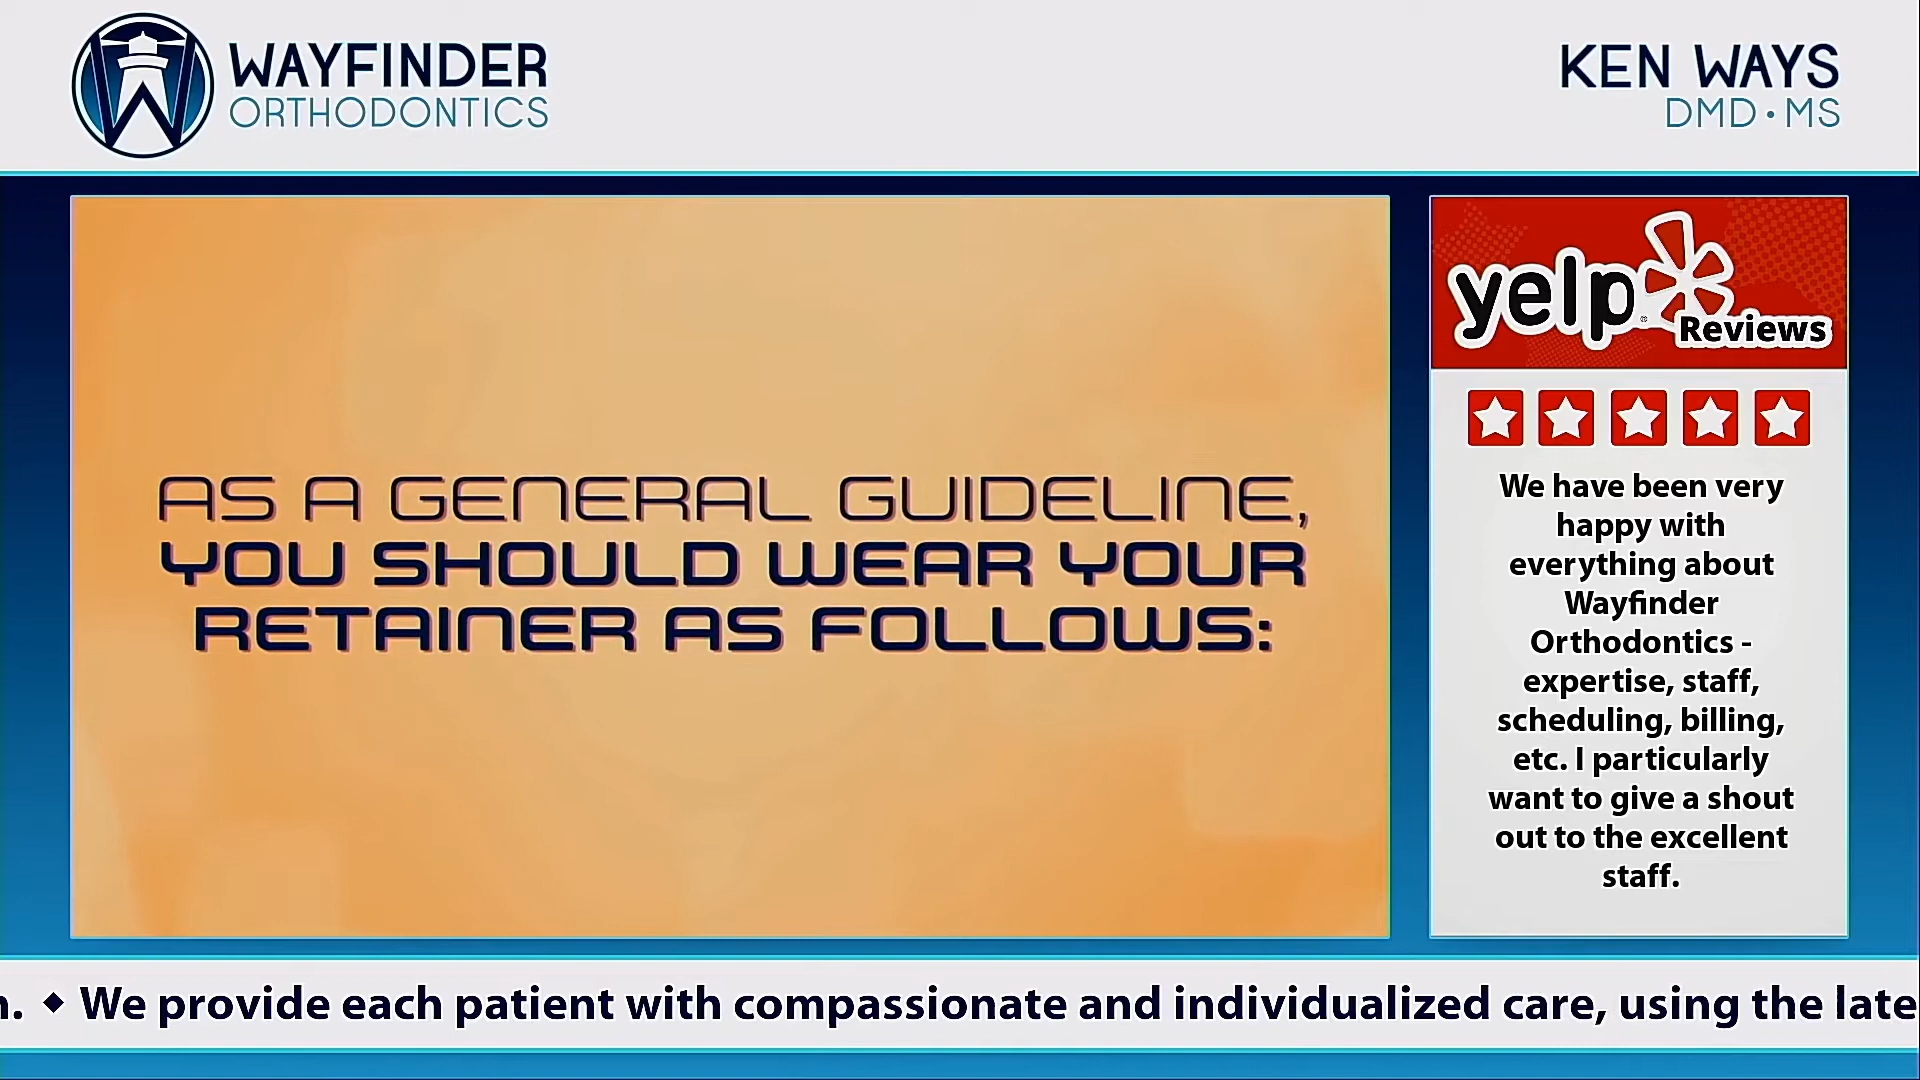 WAYFINDER
ORTHODONTICS
KEN WAYS
DMD • MS
AS A GENERAL GUIDELINE,
YOU SHOULD WEAR YOUR
RETAINER AS FOLLOWS:
yelp
Reviews
We have been very
happy with
everything about
Wayfinder
Orthodontics -
expertise, staff,
scheduling, billing,
etc. I particularly
want to give a shout
out to the excellent
staff.
◆ We provide each patient with compassionate and individualized care, using the late